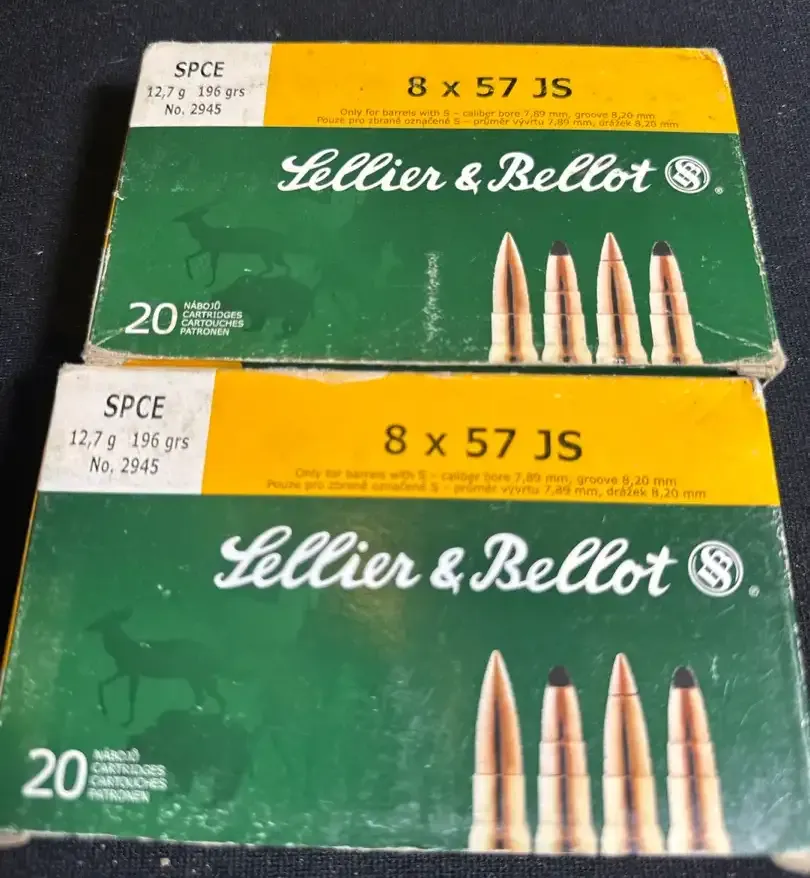 SPCE
12,7 g 196 grs
No. 2945
8 x 57 JS
Only for barrels with S - caliber bore 7,89 mm, groove 8,20 mm
Pouze pro zbraně označené S - průměr vývrtu 7,89 mm, drážek 8,20 mm
Lellier & Bellot
20
NÁBOJŮ
CARTRIDGES
CARTOUCHES
PATRONEN
SPCE
12,7 g 196 grs
No. 2945
8 x 57 JS
Only for barrels with S - caliber bore 7,89 mm, groove 8,20 mm
Pouze pro zbraně označené S - průměr vývrtu 7,89 mm, drážek 8,20 mm
Sellier & Bellot
20
NÁBOJŮ
CARTRIDGES
CARTOUCHES
PATRONEN